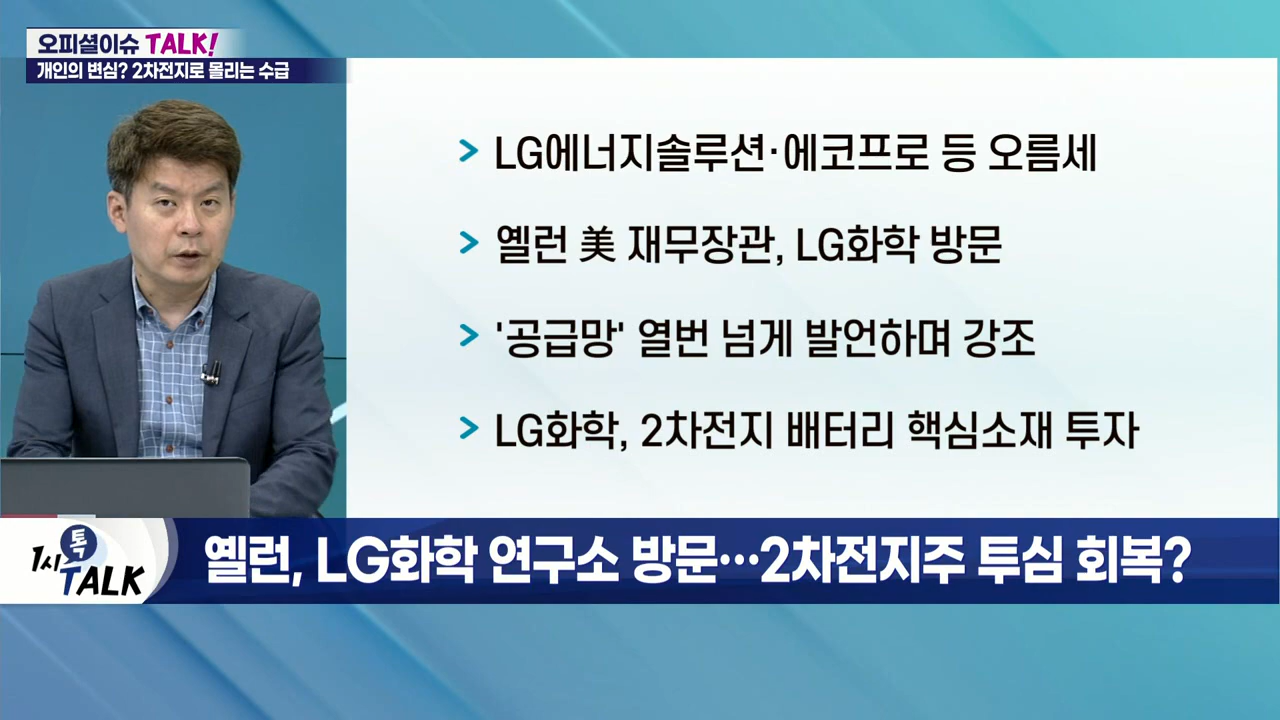 오피셜이슈 TALK!
개인의 변심? 2차전지로 몰리는 수급
> LG에너지솔루션·에코프로 등 오름세
> 옐런 美 재무장관, LG화학 방문
> '공급망' 열번 넘게 발언하며 강조
> LG화학, 2차전지 배터리 핵심소재 투자
1시 톡 TALK
옐런, LG화학 연구소 방문…2차전지주 투심 회복?